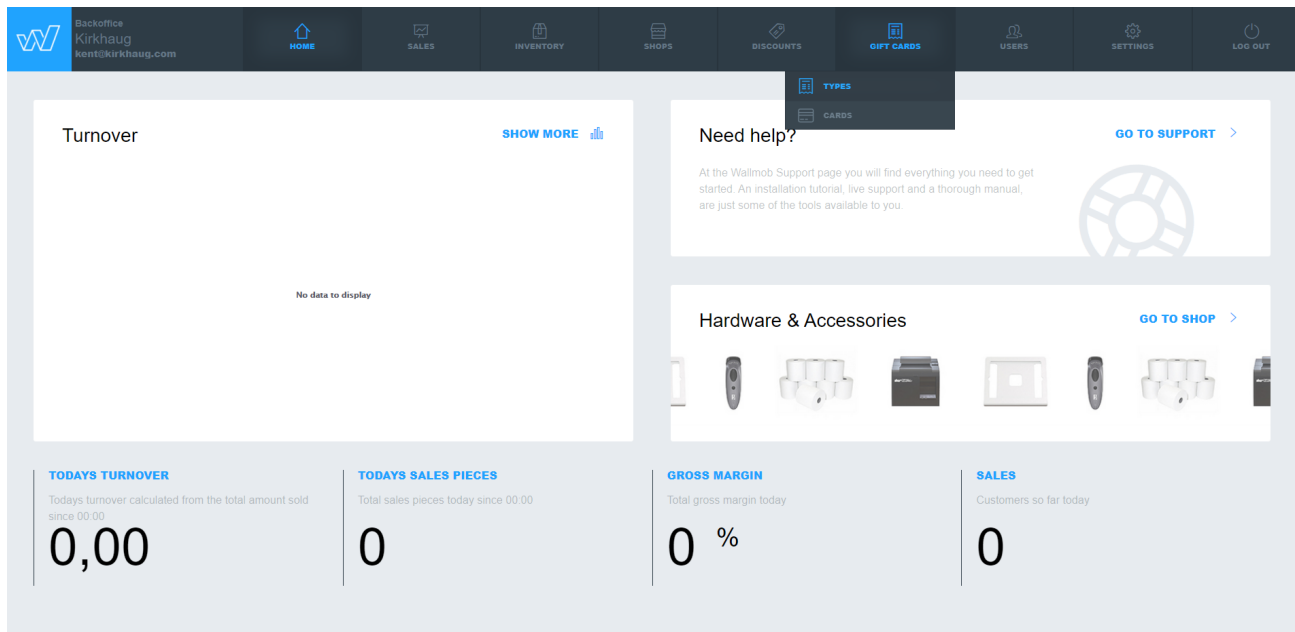 Backoffice
Kirkhaug
kent@kirkhaug.com
HOME
SALES
INVENTORY
SHOPS
DISCOUNTS
GIFT CARDS
USERS
SETTINGS
LOG OUT
TYPES
CARDS
Turnover
SHOW MORE
No data to display
Need help?
GO TO SUPPORT
At the Wallmob Support page you will find everything you need to get
started. An installation tutorial, live support and a thorough manual,
are just some of the tools available to you.
Hardware & Accessories
GO TO SHOP
TODAYS TURNOVER
Todays turnover calculated from the total amount sold
since 00:00
0,00
TODAYS SALES PIECES
Total sales pieces today since 00:00
0
GROSS MARGIN
Total gross margin today
0 %
SALES
Customers so far today
0